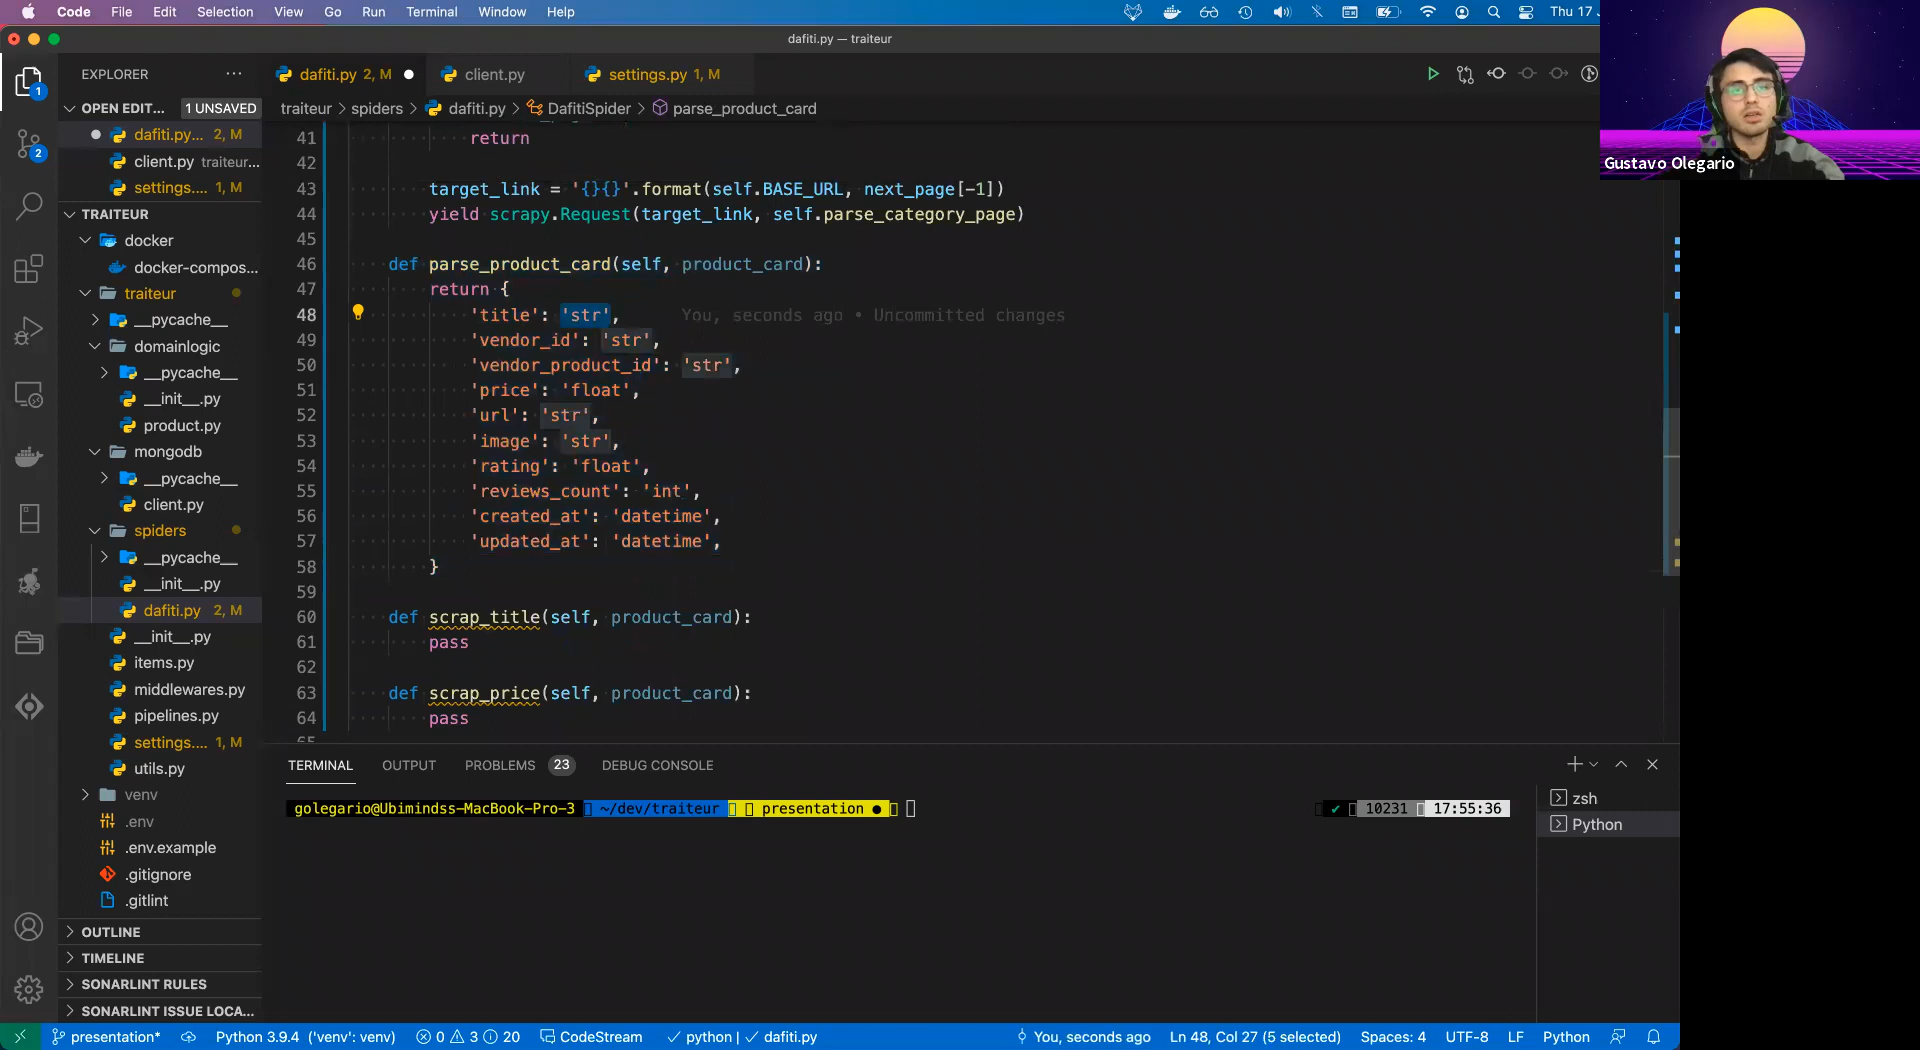 Code File Edit Selection View Go Run Terminal Window Help Thu 17
dafiti.py — traiteur
EXPLORER
dafiti.py 2, M
client.py
settings.py 1, M
OPEN EDIT... 1 UNSAVED
traiteur > spiders > dafiti.py > DafitiSpider > parse_product_card
dafiti.py... 2, M
client.py traiteur...
settings.... 1, M
TRAITEUR
docker
docker-compos...
traiteur
__pycache__
domainlogic
__pycache__
__init__.py
product.py
mongodb
__pycache__
client.py
spiders
__pycache__
__init__.py
dafiti.py 2, M
__init__.py
items.py
middlewares.py
pipelines.py
settings.... 1, M
utils.py
venv
.env
.env.example
.gitignore
.gitlint
OUTLINE
TIMELINE
SONARLINT RULES
SONARLINT ISSUE LOCA...
41 return
42
43 target_link = '{}{}'.format(self.BASE_URL, next_page[-1])
44 yield scrapy.Request(target_link, self.parse_category_page)
45
46 def parse_product_card(self, product_card):
47 return {
48 'title': 'str', You, seconds ago • Uncommitted changes
49 'vendor_id': 'str',
50 'vendor_product_id': 'str',
51 'price': 'float',
52 'url': 'str',
53 'image': 'str',
54 'rating': 'float',
55 'reviews_count': 'int',
56 'created_at': 'datetime',
57 'updated_at': 'datetime',
58 }
59
60 def scrap_title(self, product_card):
61 pass
62
63 def scrap_price(self, product_card):
64 pass
Gustavo Olegario
TERMINAL OUTPUT PROBLEMS 23 DEBUG CONSOLE
golegario@Ubimindss-MacBook-Pro-3 ~/dev/traiteur presentation ● ✔ 10231 17:55:36
zsh
Python
presentation* Python 3.9.4 ('venv': venv) 0 3 20 CodeStream ✓ python | ✓ dafiti.py You, seconds ago Ln 48, Col 27 (5 selected) Spaces: 4 UTF-8 LF Python